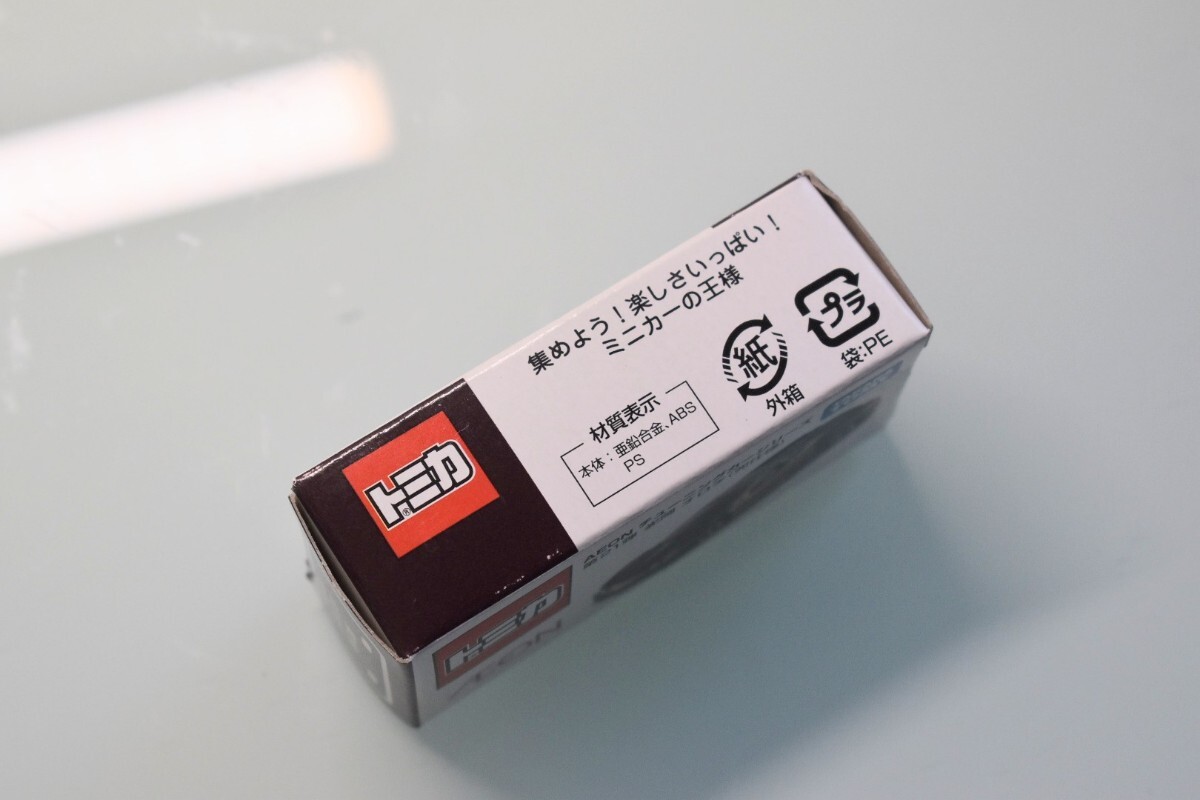 集めよう！楽しさいっぱい！
ミニカーの王様
プラ
袋:PE
紙
外箱
材質表示
本体：亜鉛合金、ABS
PS
トミカ®
トミカ
AEON
AEON